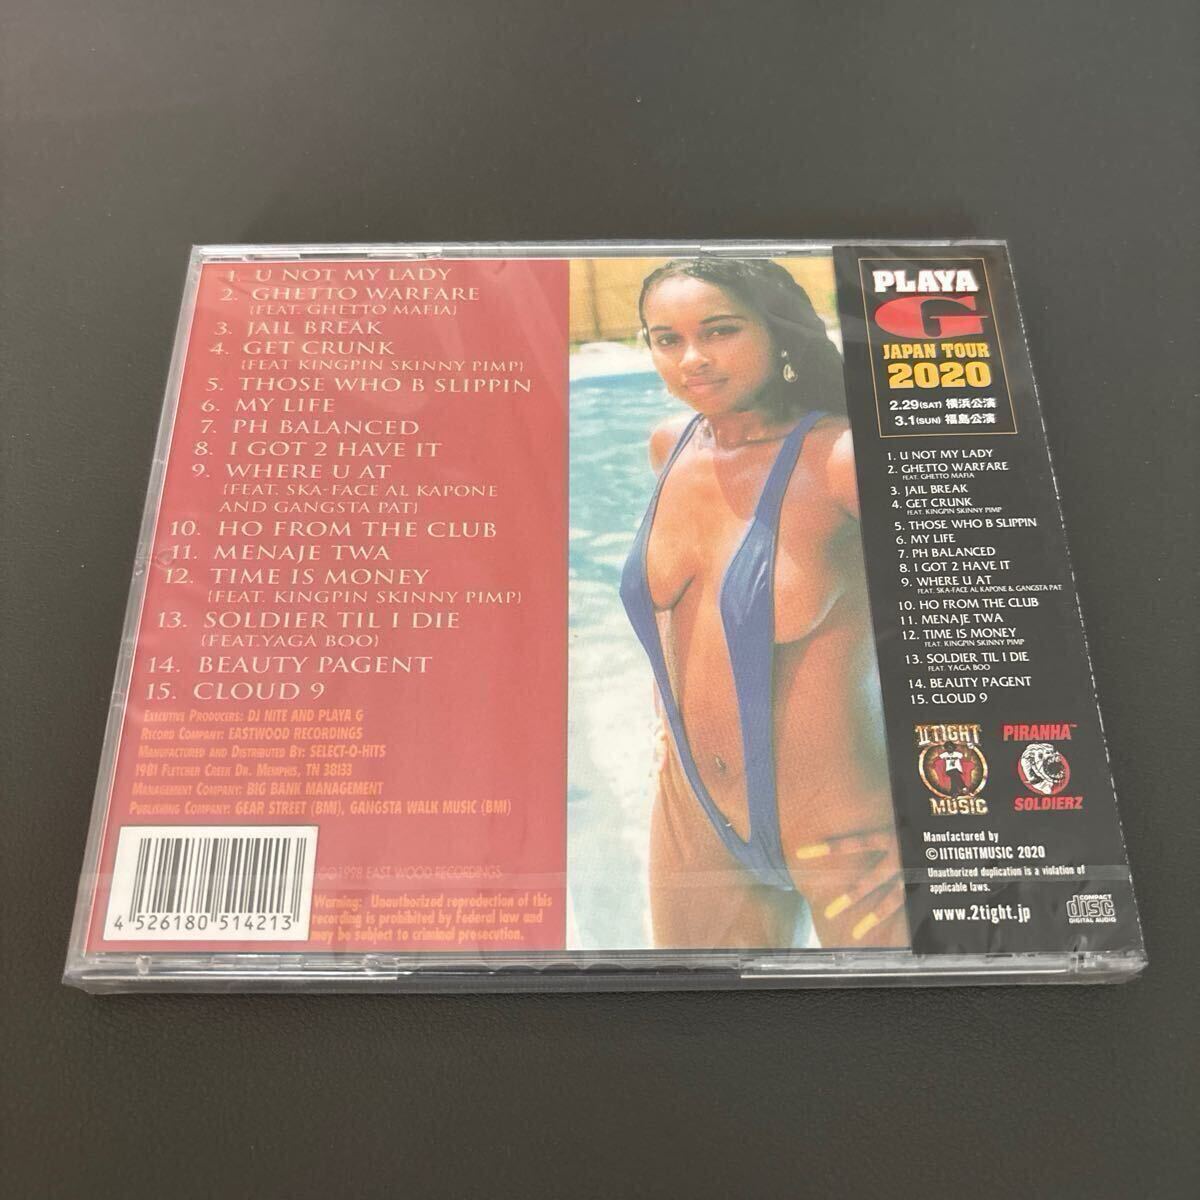 1. U NOT MY LADY
2. GHETTO WARFARE
(FEAT. GHETTO MAFIA)
3. JAIL BREAK
4. GET CRUNK
(FEAT KINGPIN SKINNY PIMP)
5. THOSE WHO B SLIPPIN
6. MY LIFE
7. PH BALANCED
8. I GOT 2 HAVE IT
9. WHERE U AT
(FEAT. SKA-FACE AL KAPONE
AND GANGSTA PAT)
10. HO FROM THE CLUB
11. MENAJE TWA
12. TIME IS MONEY
(FEAT. KINGPIN SKINNY PIMP)
13. SOLDIER TIL I DIE
(FEAT.YAGA BOO)
14. BEAUTY PAGENT
15. CLOUD 9
EXECUTIVE PRODUCERS: DJ NITE AND PLAYA G
RECORD COMPANY: EASTWOOD RECORDINGS
MANUFACTURED AND DISTRIBUTED BY: SELECT-O-HITS
1981 FLETCHER CREEK DR. MEMPHIS, TN 38133
MANAGEMENT COMPANY: BIG BANK MANAGEMENT
PUBLISHING COMPANY: GEAR STREET (BMI), GANGSTA WALK MUSIC (BMI)
©1998 EAST WOOD RECORDINGS
Warning: Unauthorized reproduction of this
recording is prohibited by Federal law and
may be subject to criminal prosecution.
4 526180 514213
PLAYA
G
JAPAN TOUR
2020
2.29(SAT) 横浜公演
3.1(SUN) 福島公演
1. U NOT MY LADY
2. GHETTO WARFARE
FEAT. GHETTO MAFIA
3. JAIL BREAK
4. GET CRUNK
FEAT. KINGPIN SKINNY PIMP
5. THOSE WHO B SLIPPIN
6. MY LIFE
7. PH BALANCED
8. I GOT 2 HAVE IT
9. WHERE U AT
FEAT. SKA-FACE AL KAPONE & GANGSTA PAT
10. HO FROM THE CLUB
11. MENAJE TWA
12. TIME IS MONEY
FEAT. KINGPIN SKINNY PIMP
13. SOLDIER TIL I DIE
FEAT. YAGA BOO
14. BEAUTY PAGENT
15. CLOUD 9
IITIGHT
MUSIC
PIRANHA™
SOLDIERZ
Manufactured by
©IITIGHTMUSIC 2020
Unauthorized duplication is a violation of
applicable laws.
www.2tight.jp
COMPACT
disc
DIGITAL AUDIO